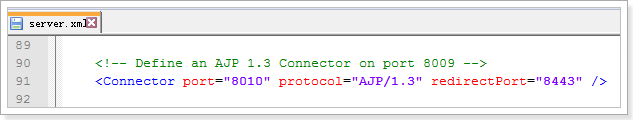 server.xml
89
90 <!-- Define an AJP 1.3 Connector on port 8009 -->
91 <Connector port="8010" protocol="AJP/1.3" redirectPort="8443" />
92